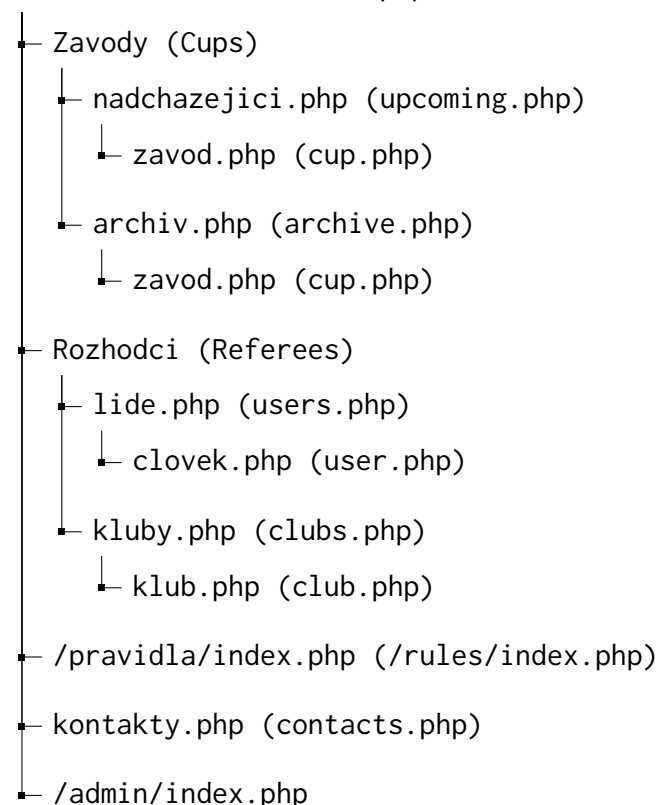 Zavody (Cups)
nadchazejici.php (upcoming.php)
zavod.php (cup.php)
archiv.php (archive.php)
zavod.php (cup.php)
Rozhodci (Referees)
lide.php (users.php)
clovek.php (user.php)
kluby.php (clubs.php)
klub.php (club.php)
/pravidla/index.php (/rules/index.php)
kontakty.php (contacts.php)
/admin/index.php